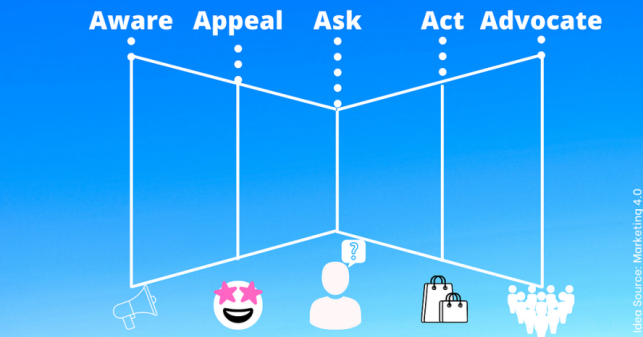 Aware Appeal Ask Act Advocate
?
Idea Source: Marketing 4.0